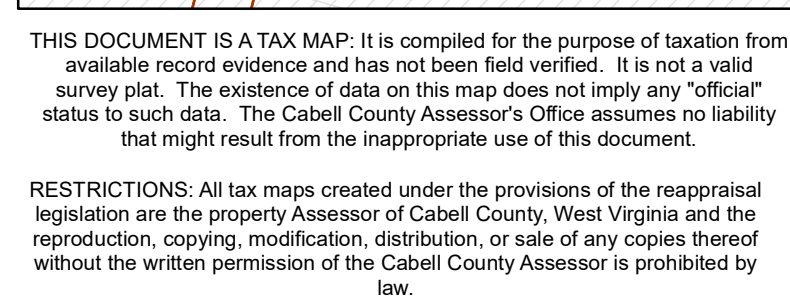 THIS DOCUMENT IS A TAX MAP: It is compiled for the purpose of taxation from
available record evidence and has not been field verified.  It is not a valid
survey plat.  The existence of data on this map does not imply any "official"
status to such data.  The Cabell County Assessor's Office assumes no liability
that might result from the inappropriate use of this document.
RESTRICTIONS: All tax maps created under the provisions of the reappraisal
legislation are the property Assessor of Cabell County, West Virginia and the
reproduction, copying, modification, distribution, or sale of any copies thereof
without the written permission of the Cabell County Assessor is prohibited by
law.